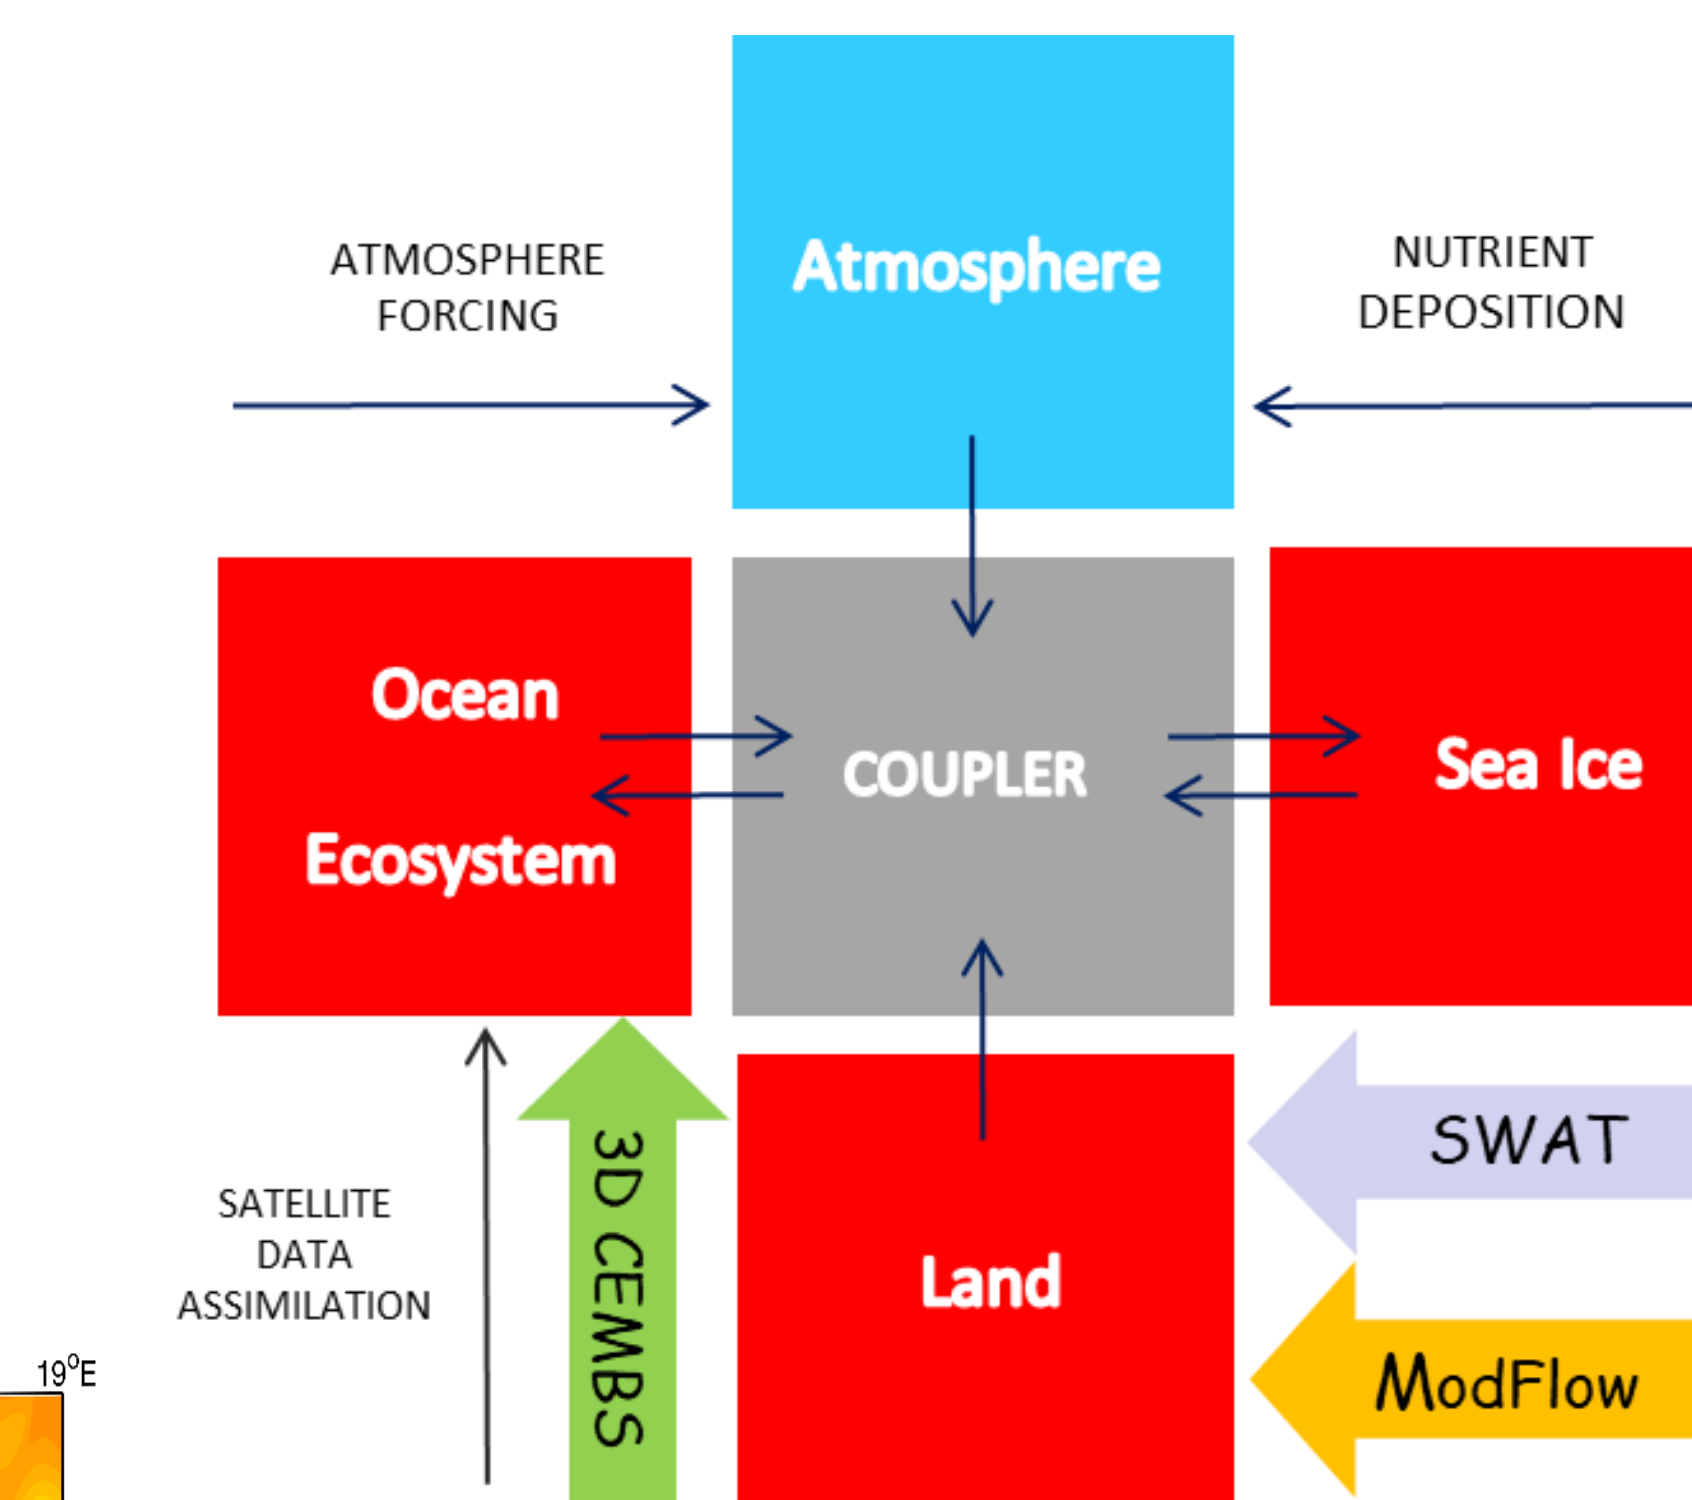 ATMOSPHERE
FORCING
Atmosphere
NUTRIENT
DEPOSITION
Ocean
Ecosystem
COUPLER
Sea Ice
SATELLITE
DATA
ASSIMILATION
3D CEMBS
Land
SWAT
ModFlow
19°E